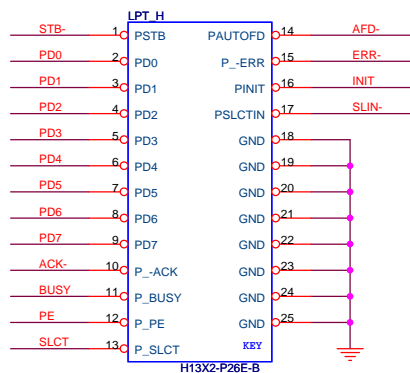 LPT_H
STB- 1 PSTB PAUTOFD 14 AFD-
PD0 2 PD0 P_-ERR 15 ERR-
PD1 3 PD1 PINIT 16 INIT
PD2 4 PD2 PSLCTIN 17 SLIN-
PD3 5 PD3 GND 18
PD4 6 PD4 GND 19
PD5 7 PD5 GND 20
PD6 8 PD6 GND 21
PD7 9 PD7 GND 22
ACK- 10 P_-ACK GND 23
BUSY 11 P_BUSY GND 24
PE 12 P_PE GND 25
SLCT 13 P_SLCT KEY
H13X2-P26E-B